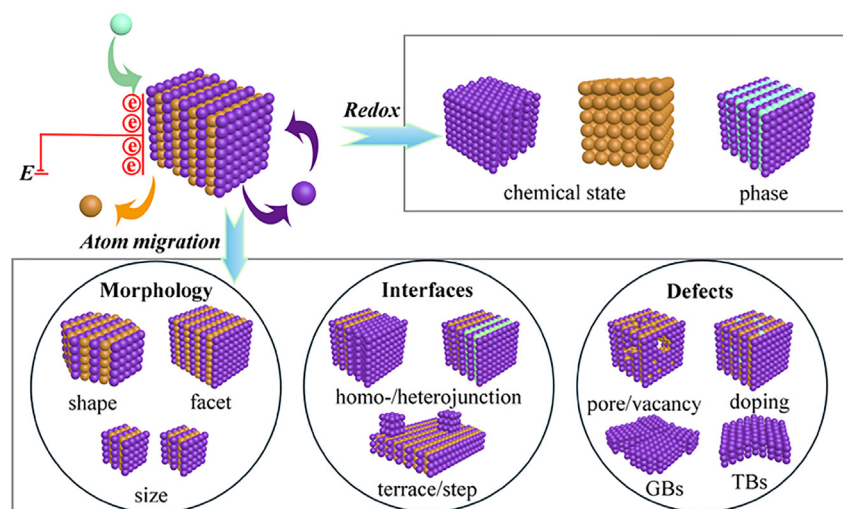 e
e
e
e
E
Redox
chemical state
phase
Atom migration
Morphology
shape
facet
size
Interfaces
homo-/heterojunction
terrace/step
Defects
pore/vacancy
doping
GBs
TBs